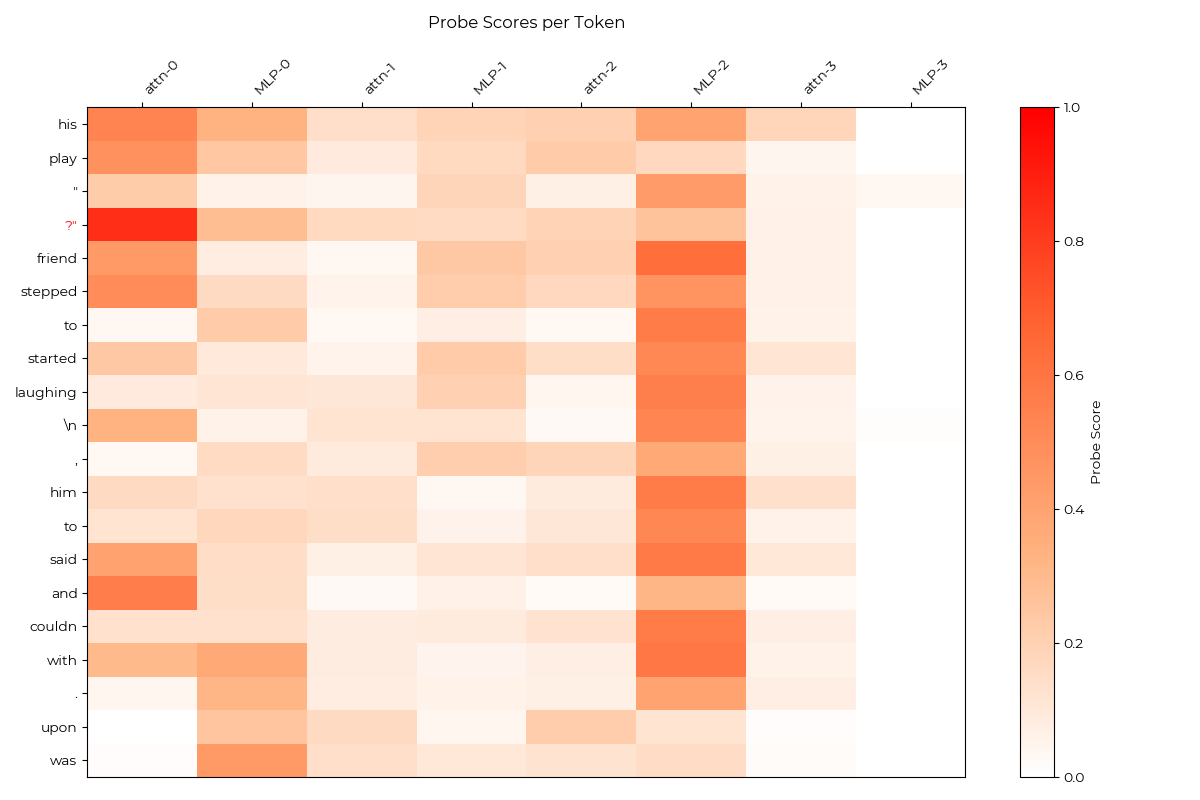 Probe Scores per Token
attn-0 MLP-0 attn-1 MLP-1 attn-2 MLP-2 attn-3 MLP-3
his
play
"
?"
friend
stepped
to
started
laughing
\n
,
him
to
said
and
couldn
with
.
upon
was
1.0
0.8
0.6
0.4
0.2
0.0
Probe Score